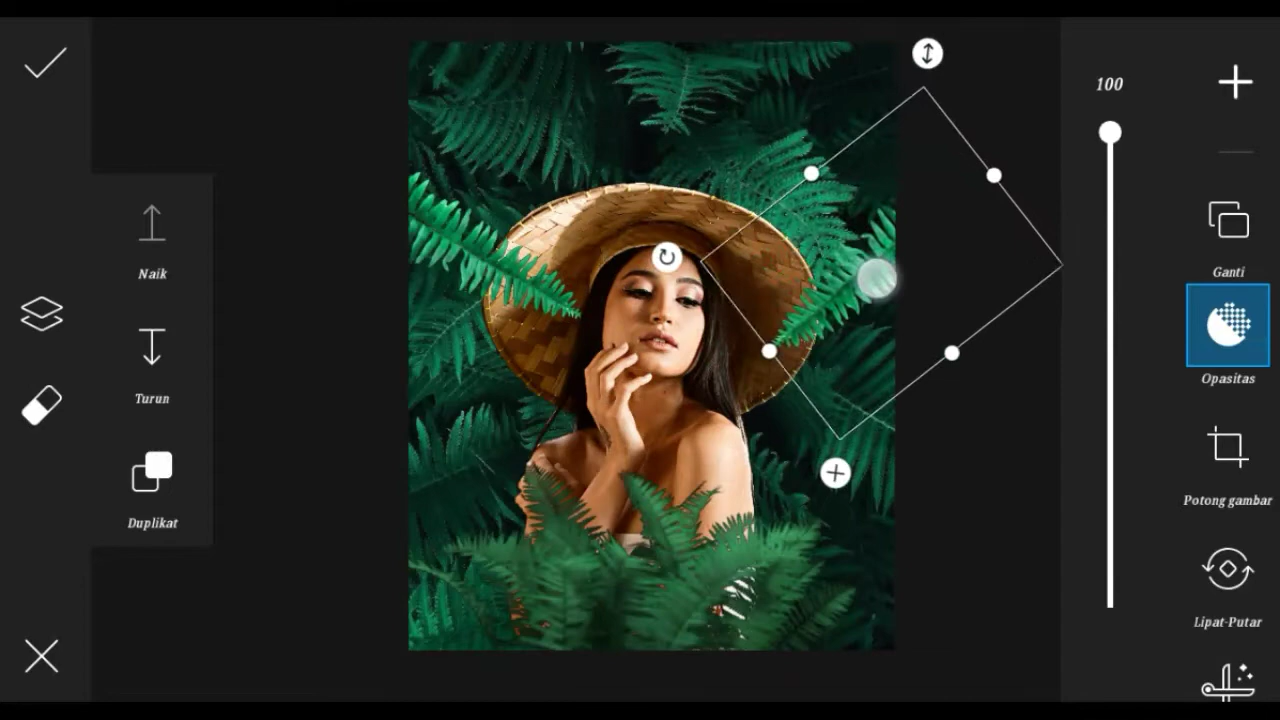 100
Naik
Turun
Duplikat
Ganti
Opasitas
Potong gambar
Lipat-Putar